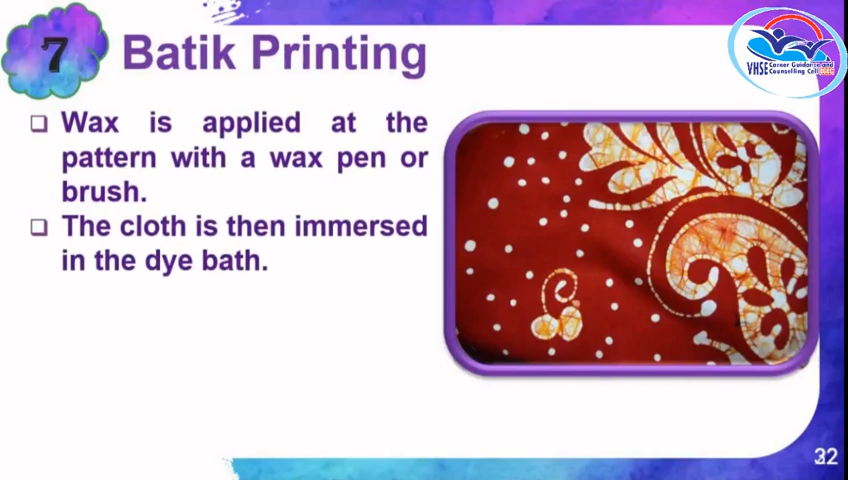 7
Batik Printing
VHSE Career Guidance and
Counselling Cell
Wax is applied at the
pattern with a wax pen or
brush.
The cloth is then immersed
in the dye bath.
32